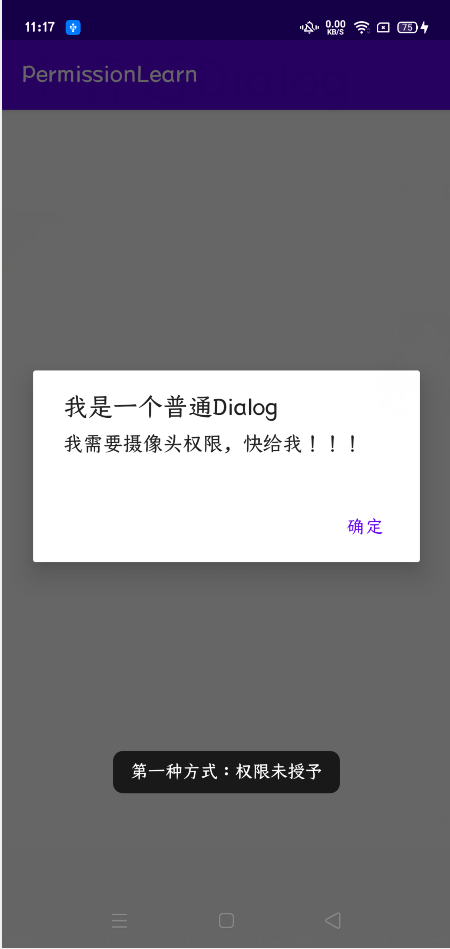 11:17
0.00
KB/S
75
PermissionLearn
我是一个普通Dialog
我需要摄像头权限，快给我！！！
确定
第一种方式：权限未授予